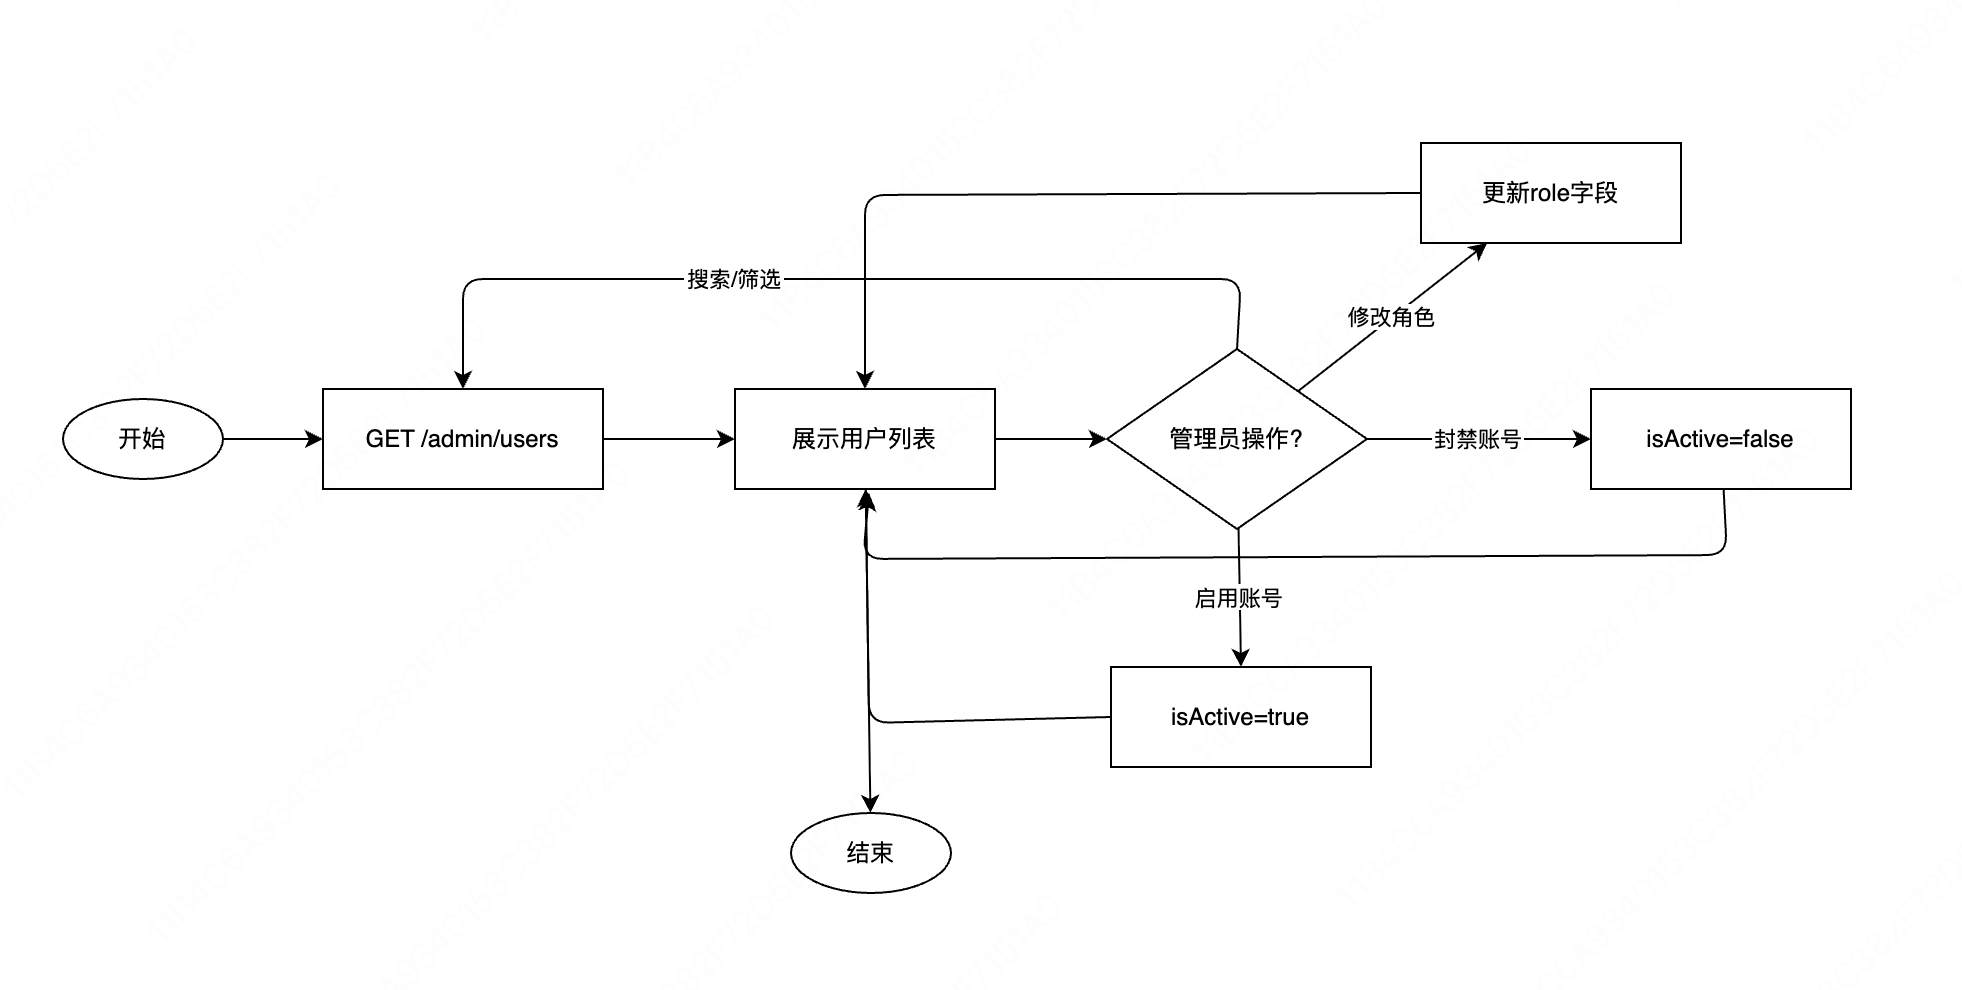 更新role字段
搜索/筛选
修改角色
开始
GET /admin/users
展示用户列表
管理员操作?
封禁账号
isActive=false
启用账号
isActive=true
结束